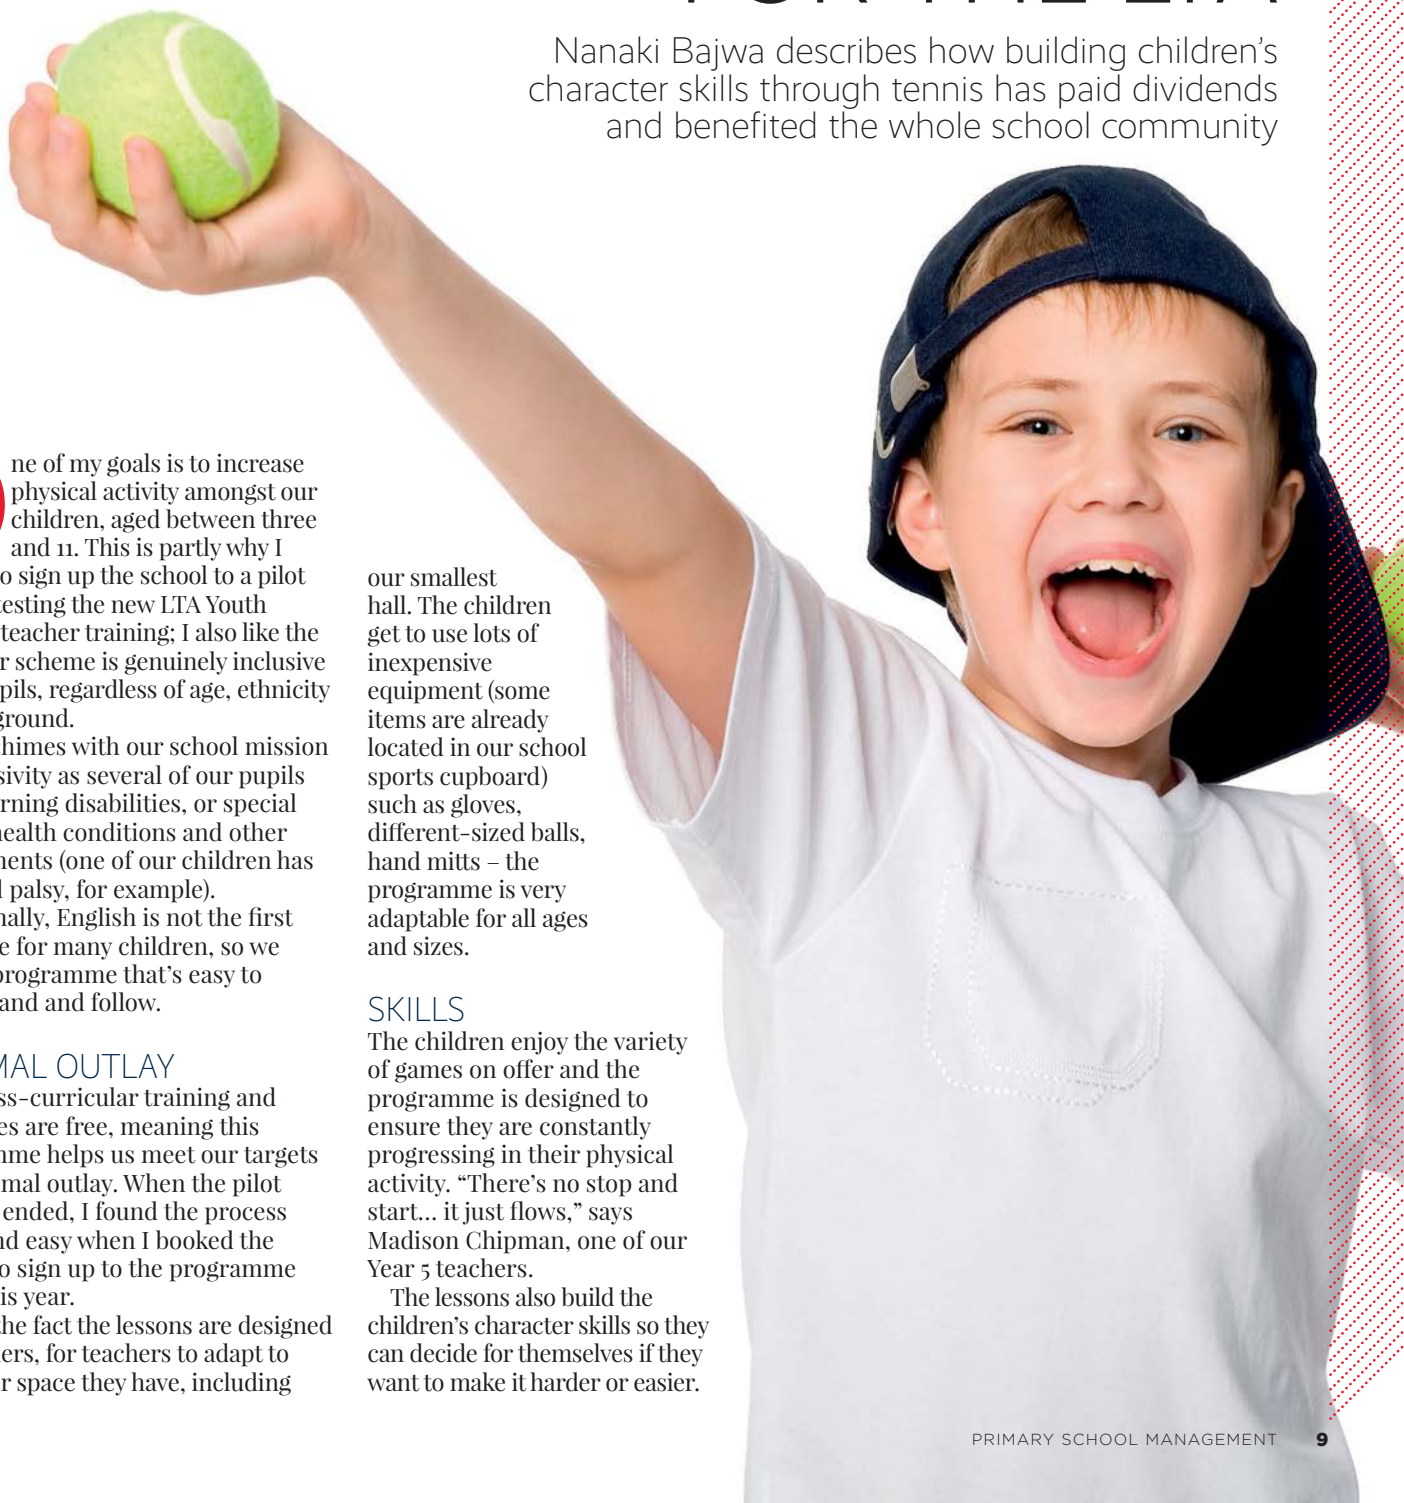 FOR THE LTA
Nanaki Bajwa describes how building children’s
character skills through tennis has paid dividends
and benefited the whole school community
ne of my goals is to increase
physical activity amongst our
children, aged between three
and 11. This is partly why I
o sign up the school to a pilot
testing the new LTA Youth
teacher training; I also like the
r scheme is genuinely inclusive
pils, regardless of age, ethnicity
ground.
himes with our school mission
sivity as several of our pupils
rning disabilities, or special
health conditions and other
ments (one of our children has
l palsy, for example).
nally, English is not the first
e for many children, so we
programme that’s easy to
and and follow.
MAL OUTLAY
ss-curricular training and
es are free, meaning this
mme helps us meet our targets
imal outlay. When the pilot
ended, I found the process
nd easy when I booked the
o sign up to the programme
is year.
the fact the lessons are designed
ers, for teachers to adapt to
r space they have, including
our smallest
hall. The children
get to use lots of
inexpensive
equipment (some
items are already
located in our school
sports cupboard)
such as gloves,
different-sized balls,
hand mitts – the
programme is very
adaptable for all ages
and sizes.
SKILLS
The children enjoy the variety
of games on offer and the
programme is designed to
ensure they are constantly
progressing in their physical
activity. “There’s no stop and
start... it just flows,” says
Madison Chipman, one of our
Year 5 teachers.
The lessons also build the
children’s character skills so they
can decide for themselves if they
want to make it harder or easier.
PRIMARY SCHOOL MANAGEMENT 9